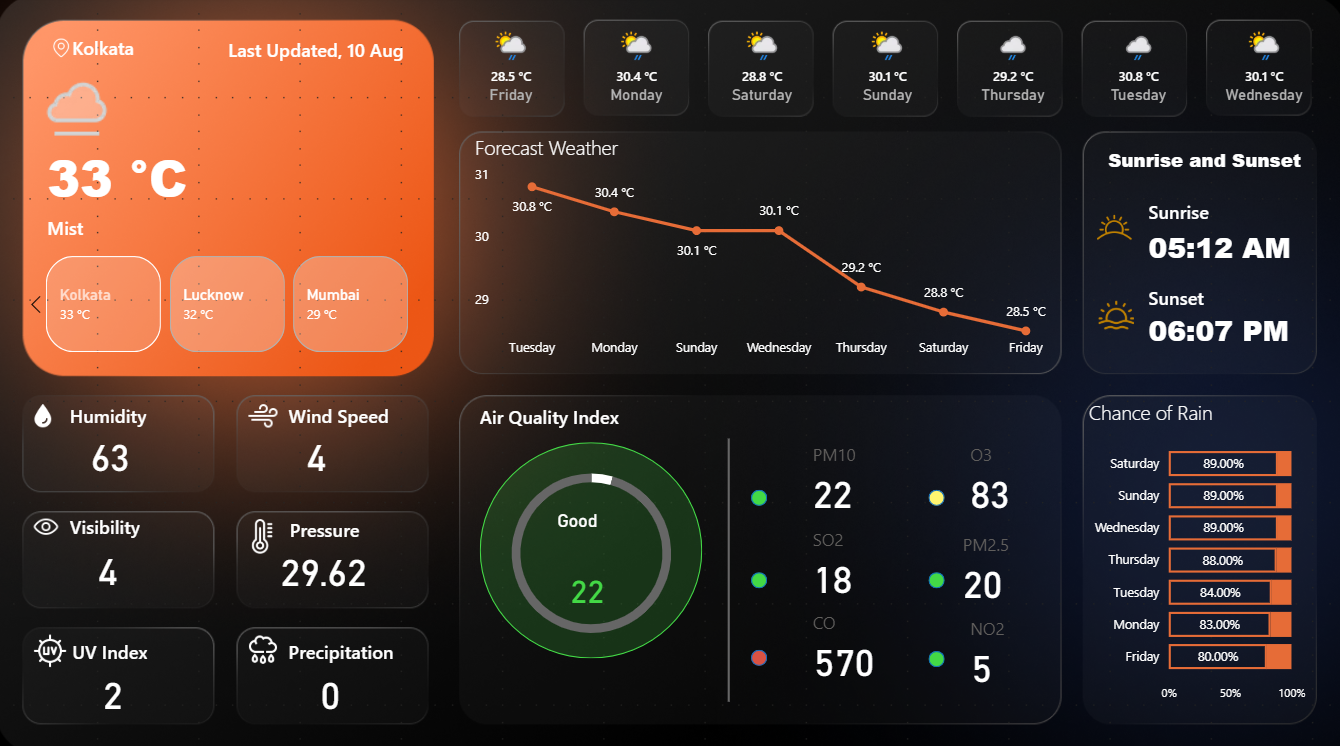 Kolkata
Last Updated, 10 Aug
33 °C
Mist
Kolkata
33 °C
Lucknow
32 °C
Mumbai
29 °C
28.5 °C
Friday
30.4 °C
Monday
28.8 °C
Saturday
30.1 °C
Sunday
29.2 °C
Thursday
30.8 °C
Tuesday
30.1 °C
Wednesday
Forecast Weather
31
30
29
30.8 °C
30.4 °C
30.1 °C
30.1 °C
29.2 °C
28.8 °C
28.5 °C
Tuesday
Monday
Sunday
Wednesday
Thursday
Saturday
Friday
Sunrise and Sunset
Sunrise
05:12 AM
Sunset
06:07 PM
Humidity
63
Wind Speed
4
Visibility
4
Pressure
29.62
UV
UV Index
2
Precipitation
0
Air Quality Index
Good
22
PM10
22
O3
83
SO2
18
PM2.5
20
CO
570
NO2
5
Chance of Rain
Saturday 89.00%
Sunday 89.00%
Wednesday 89.00%
Thursday 88.00%
Tuesday 84.00%
Monday 83.00%
Friday 80.00%
0% 50% 100%